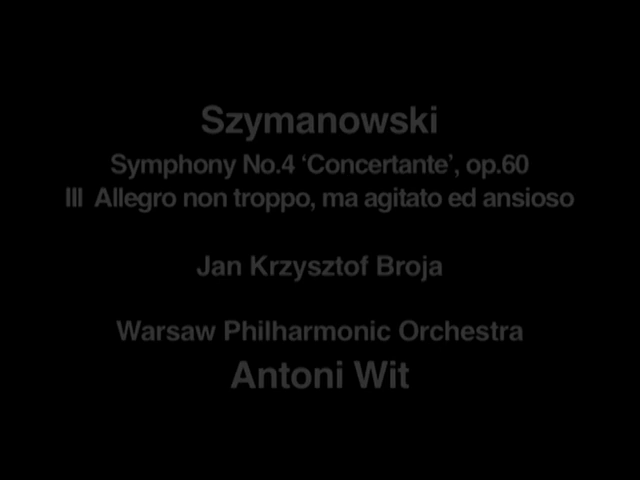 Szymanowski
Symphony No.4 ‘Concertante’, op.60
III Allegro non troppo, ma agitato ed ansioso
Jan Krzysztof Broja
Warsaw Philharmonic Orchestra
Antoni Wit